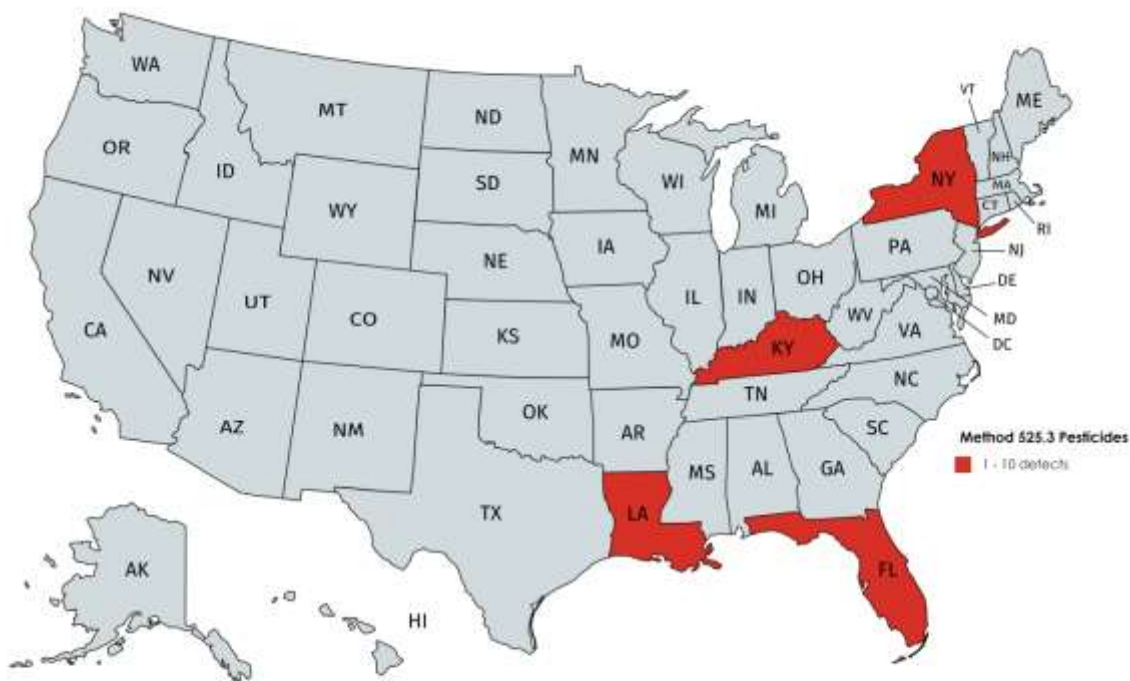 WA
MT
ND
MN
VT
ME
OR
ID
SD
WI
NY
NH
MA
CT
RI
WY
MI
IA
PA
NJ
NE
NV
UT
IL
IN
OH
DE
CA
CO
WV
MD
KS
MO
VA
DC
KY
NC
TN
AZ
NM
OK
AR
SC
Method 525.3 Pesticides
1 - 10 detects
MS
AL
GA
TX
LA
FL
AK
HI